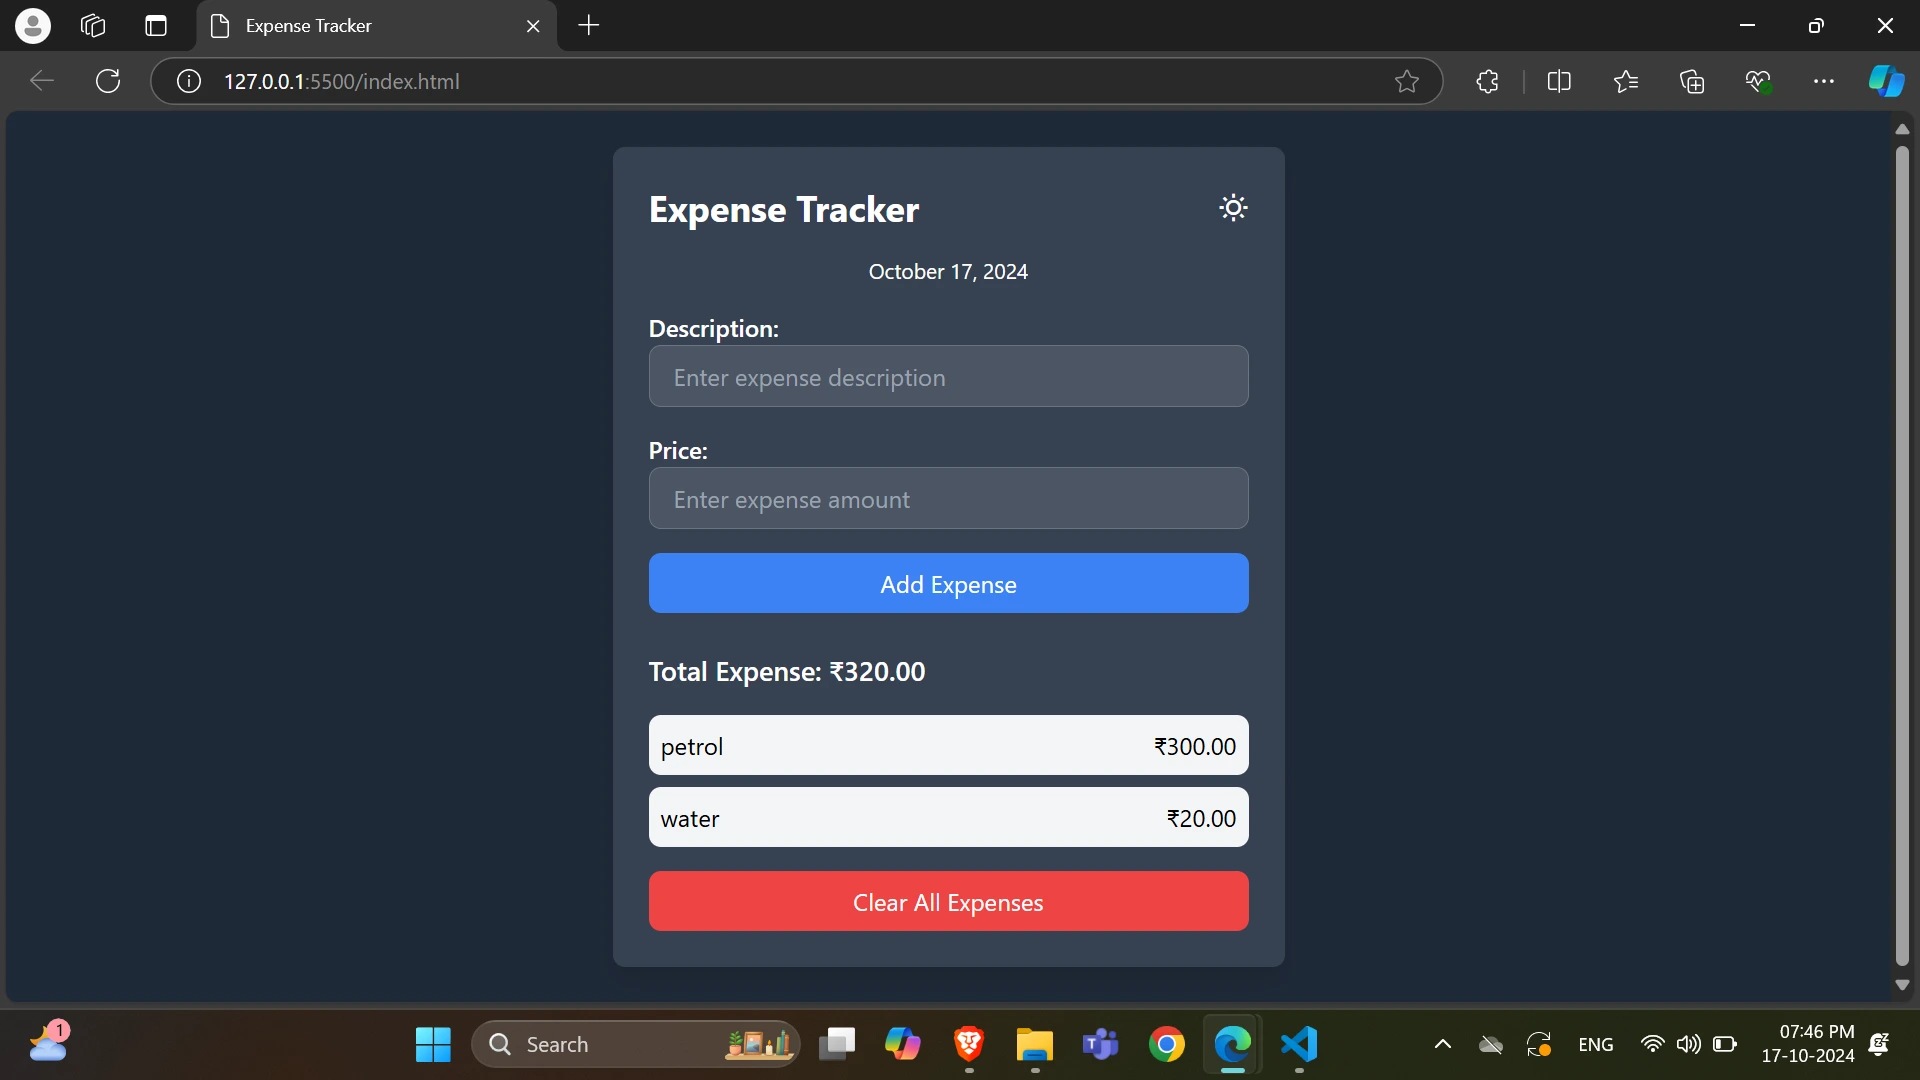 Expense Tracker
127.0.0.1:5500/index.html
Expense Tracker
October 17, 2024
Description:
Enter expense description
Price:
Enter expense amount
Add Expense
Total Expense: ₹320.00
petrol ₹300.00
water ₹20.00
Clear All Expenses
1
Search
T
ENG
07:46 PM
17-10-2024